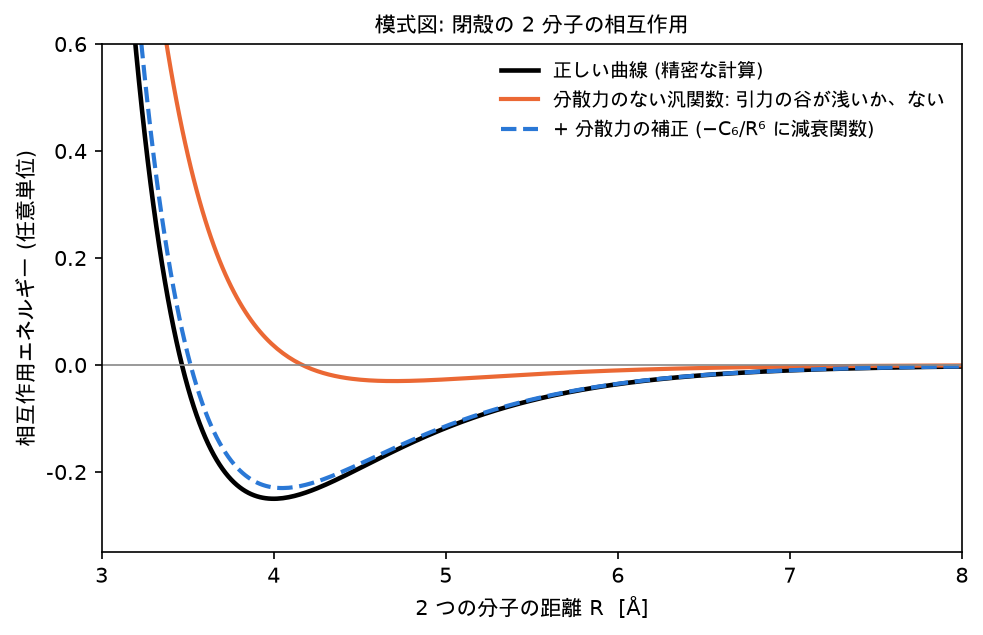 模式図: 閉殻の 2 分子の相互作用
正しい曲線 (精密な計算)
分散力のない汎関数: 引力の谷が浅いか、ない
+ 分散力の補正 (−C₆/R⁶ に減衰関数)
相互作用エネルギー (任意単位)
0.6
0.4
0.2
0.0
-0.2
3 4 5 6 7 8
2 つの分子の距離 R [Å]